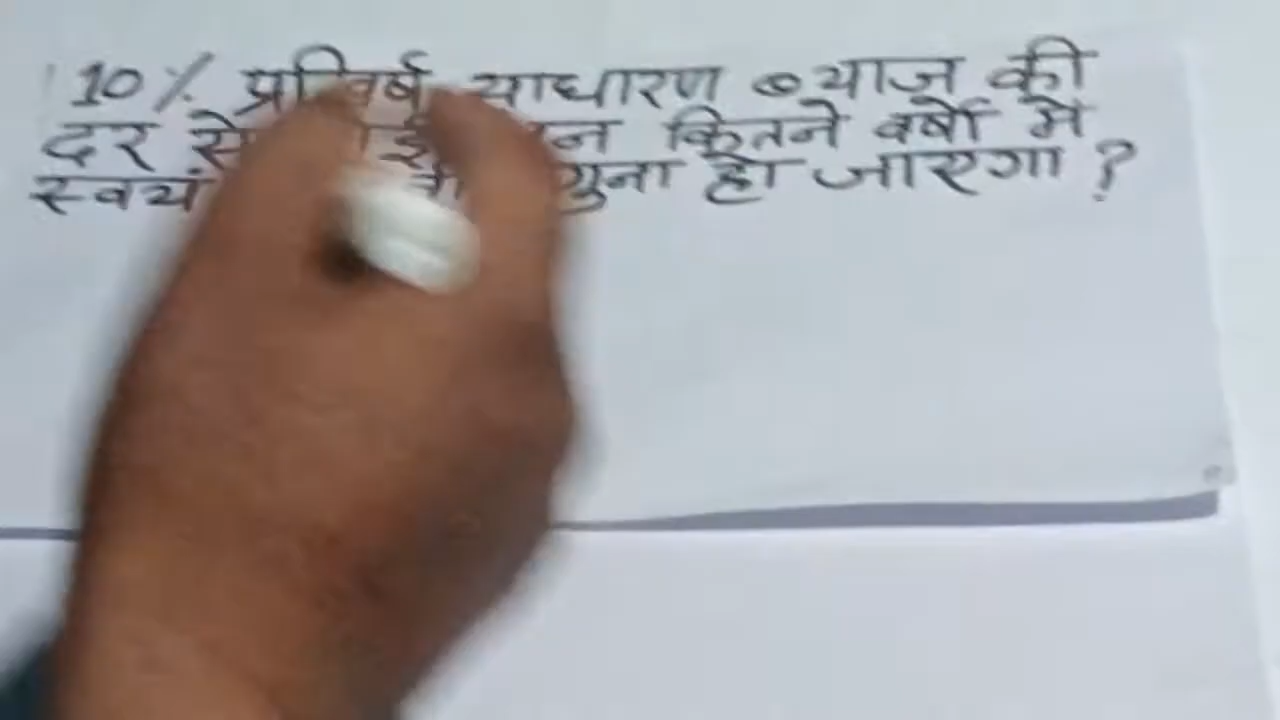 10% प्रतिवर्ष साधारण ब्याज की
दर से कितने वर्षो मे
स्वयं गुना हो जाएगा ?